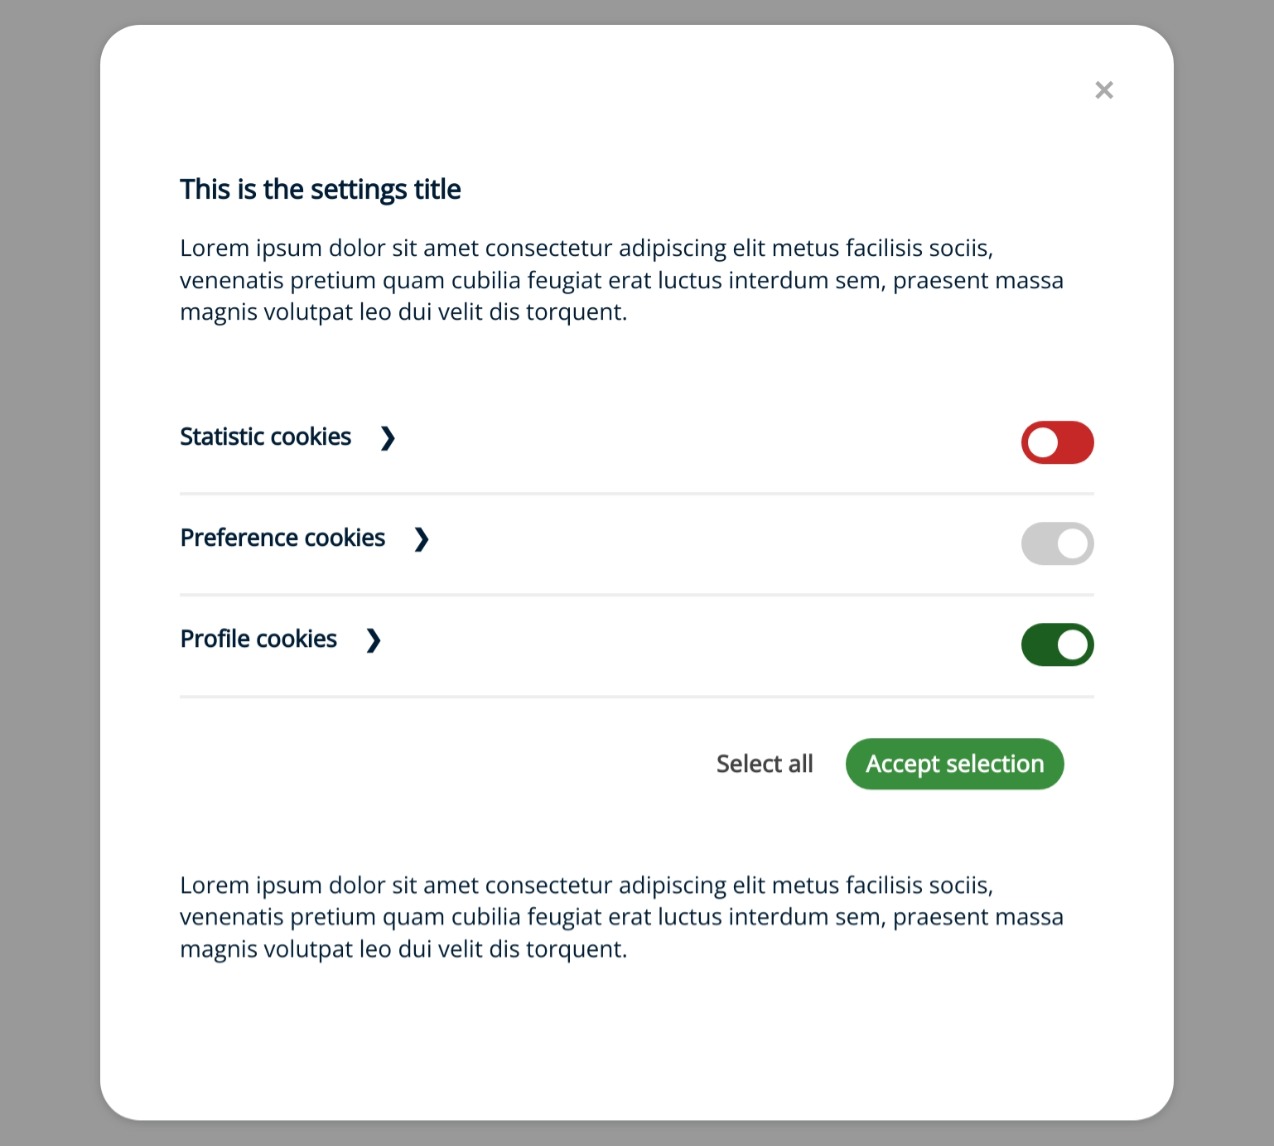 This is the settings title
Lorem ipsum dolor sit amet consectetur adipiscing elit metus facilisis sociis,
venenatis pretium quam cubilia feugiat erat luctus interdum sem, praesent massa
magnis volutpat leo dui velit dis torquent.
Statistic cookies
Preference cookies
Profile cookies
Select all
Accept selection
Lorem ipsum dolor sit amet consectetur adipiscing elit metus facilisis sociis,
venenatis pretium quam cubilia feugiat erat luctus interdum sem, praesent massa
magnis volutpat leo dui velit dis torquent.